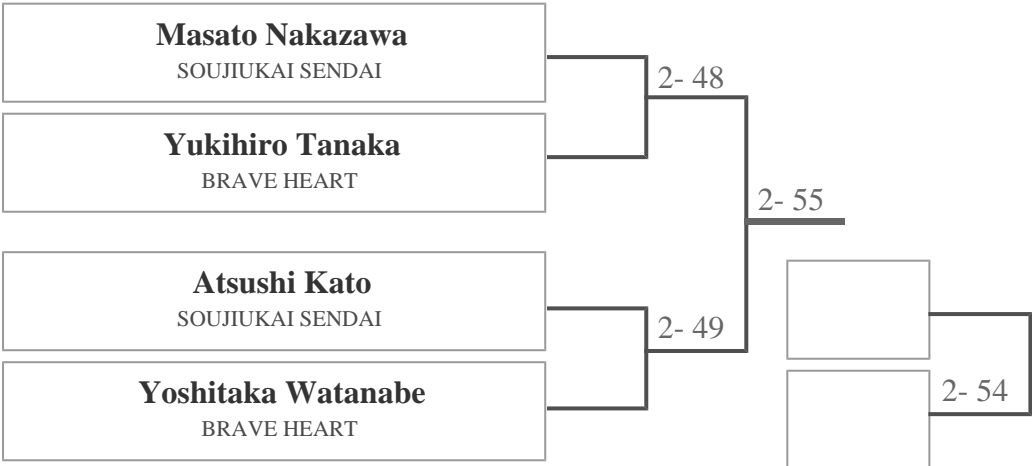 Masato Nakazawa
SOUJIUKAI SENDAI
2- 48
Yukihiro Tanaka
BRAVE HEART
2- 55
Atsushi Kato
SOUJIUKAI SENDAI
2- 49
Yoshitaka Watanabe
BRAVE HEART
2- 54